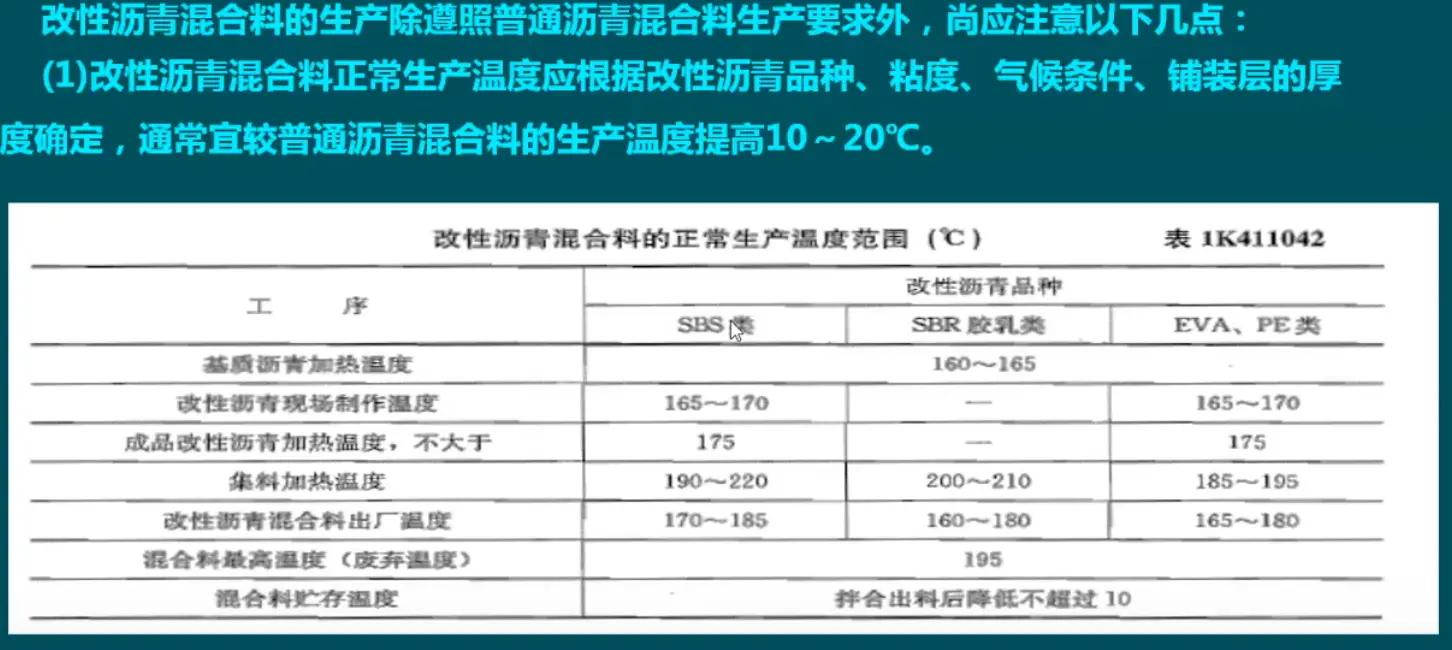 改性沥青混合料的生产除遵照普通沥青混合料生产要求外，尚应注意以下几点：
(1)改性沥青混合料正常生产温度应根据改性沥青品种、粘度、气候条件、铺装层的厚
度确定，通常宜较普通沥青混合料的生产温度提高10～20℃。
改性沥青混合料的正常生产温度范围（℃） 表 1K411042
工 序 改性沥青品种
SBS 类 SBR 胶乳类 EVA、PE 类
基质沥青加热温度 160～165
改性沥青现场制作温度 165～170 — 165～170
成品改性沥青加热温度，不大于 175 — 175
集料加热温度 190～220 200～210 185～195
改性沥青混合料出厂温度 170～185 160～180 165～180
混合料最高温度（废弃温度） 195
混合料贮存温度 拌合出料后降低不超过 10